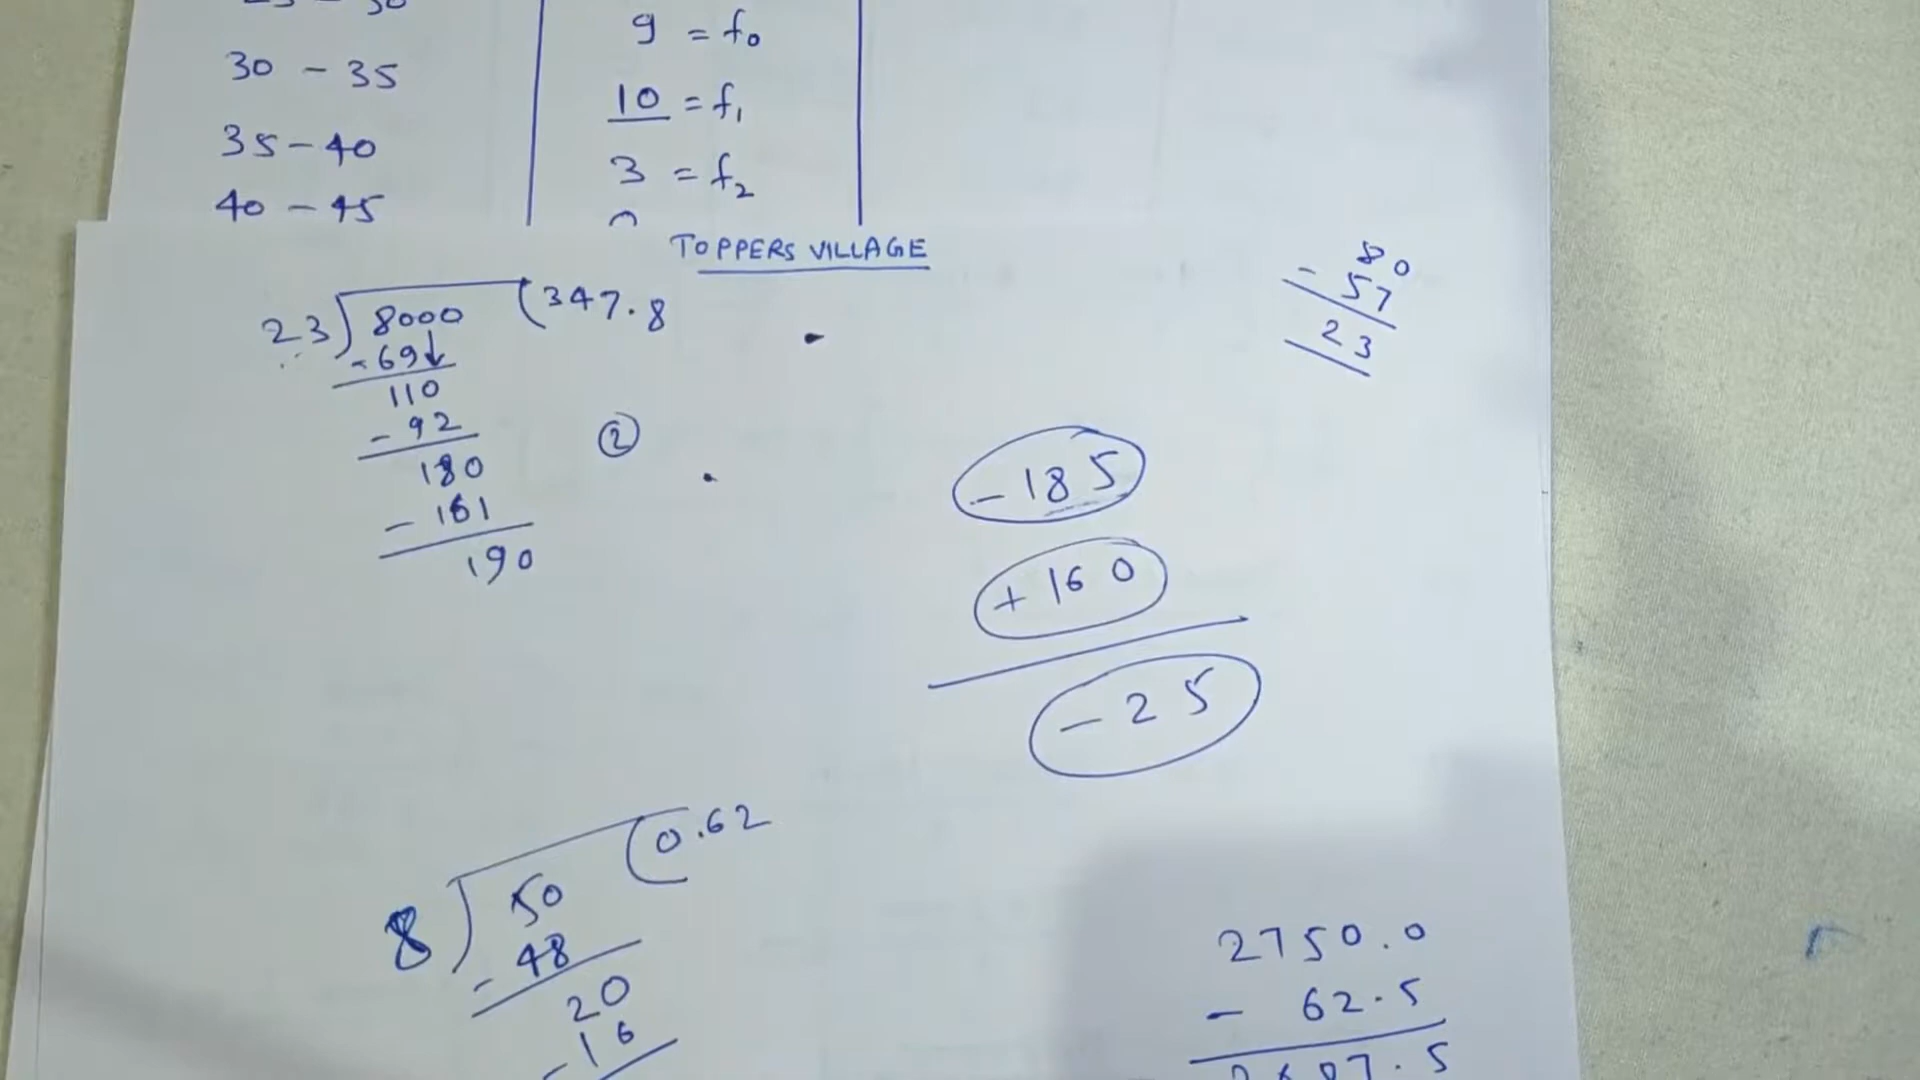 30 - 35
35 - 40
40 - 45
9 = f₀
10 = f₁
3 = f₂
TOPPERS VILLAGE
23 ) 8000 ( 347.8
- 69↓
110
- 92
180
- 161
190
②
- 80
57
23
- 185
+ 160
- 25
8 ) 50 ( 0.62
- 48
20
- 16
2750.0
- 62.5